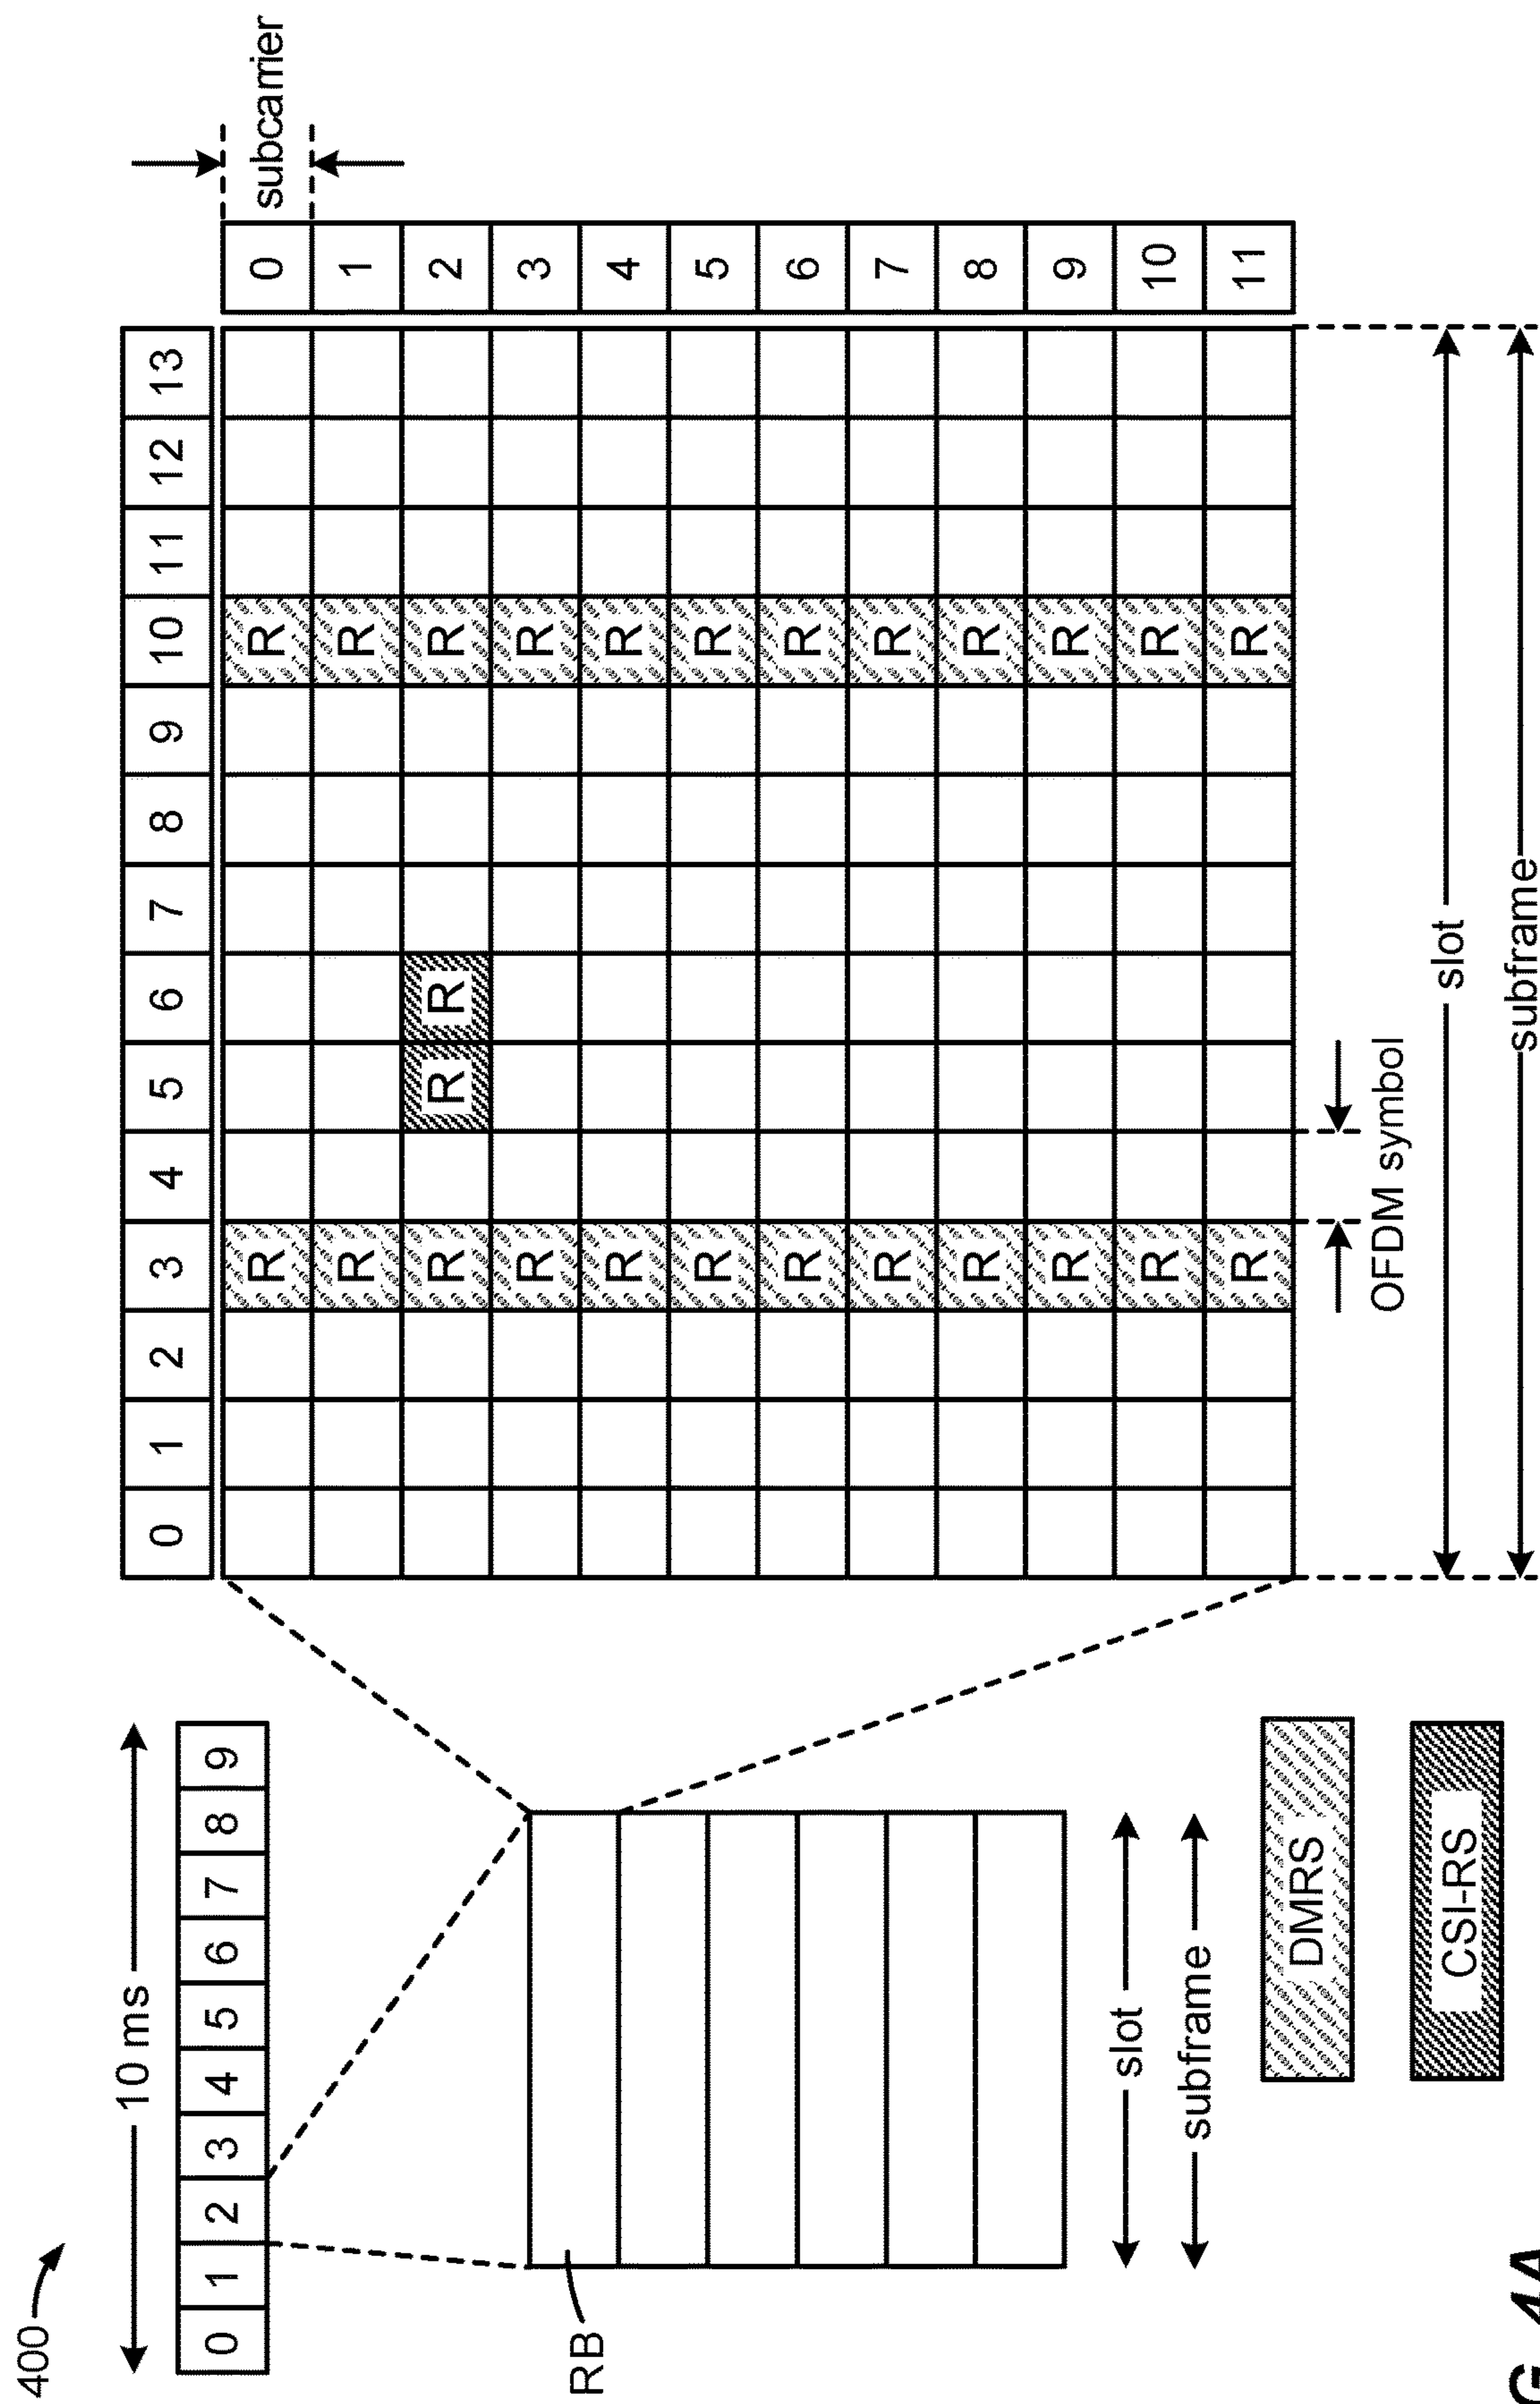 400
10 ms
0 1 2 3 4 5 6 7 8 9
RB
slot
subframe
DMRS
CSI-RS
0 1 2 3 4 5 6 7 8 9 10 11 12 13
subcarrier
R R 0
R R 1
R R R R 2
R R 3
R R 4
R R 5
R R 6
R R 7
R R 8
R R 9
R R 10
R R 11
OFDM symbol
slot
subframe
G. 4A